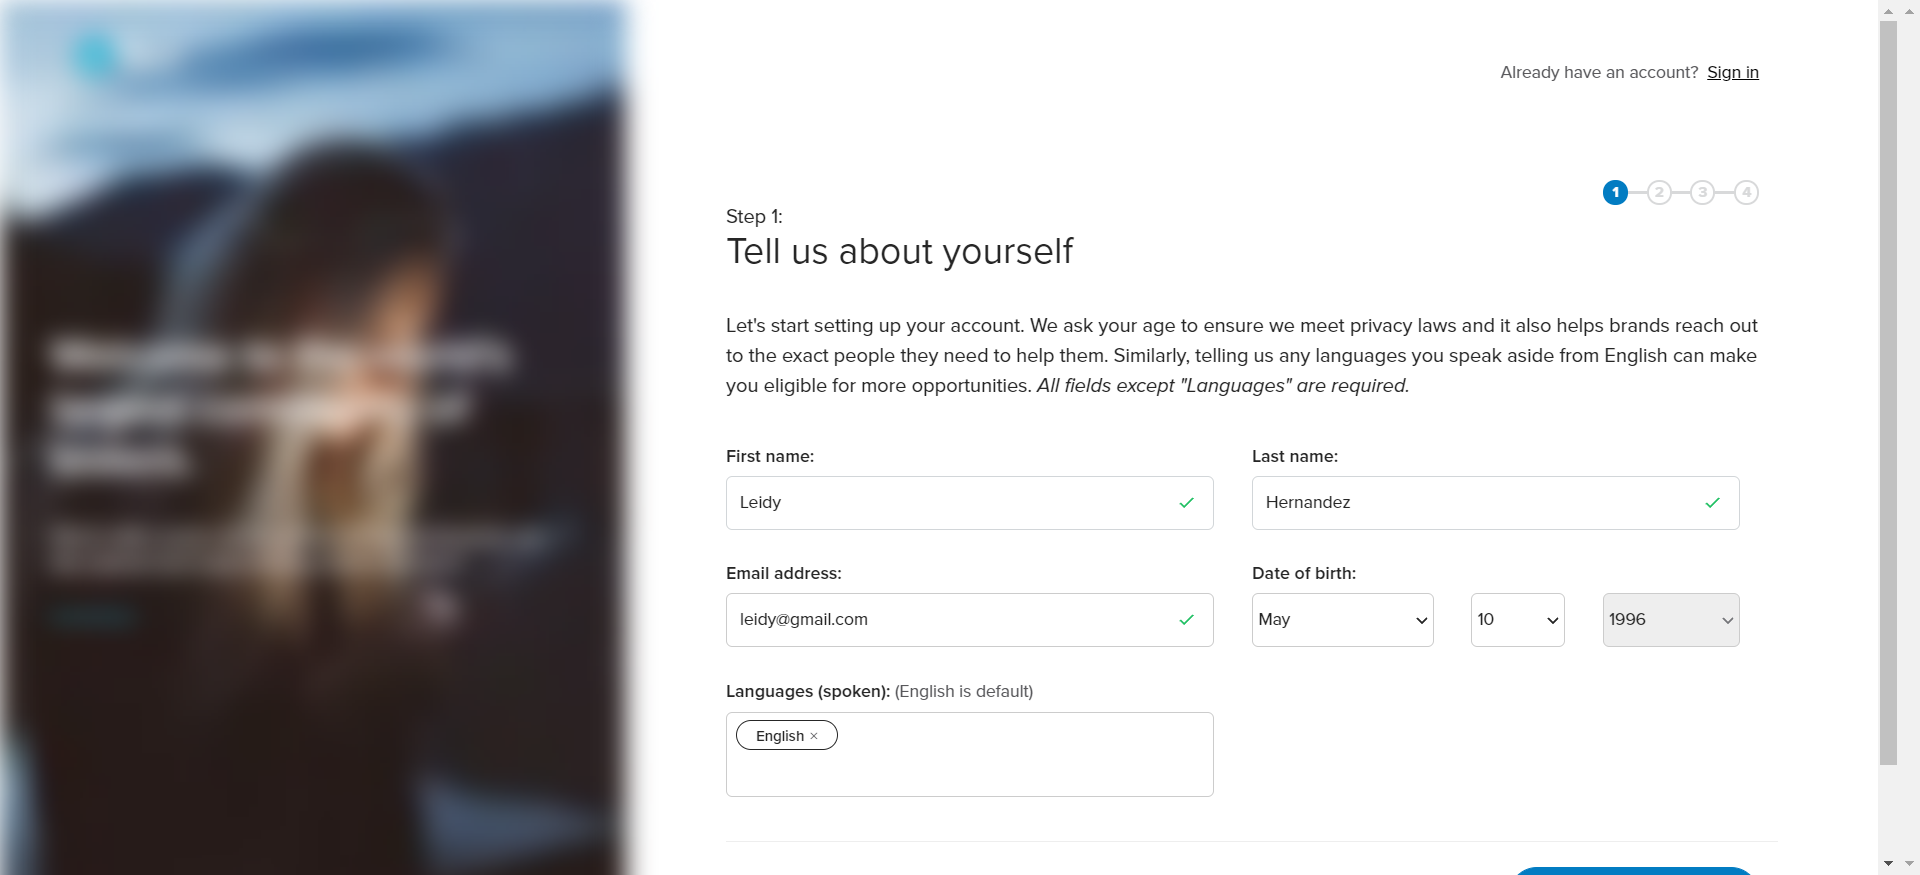 Already have an account? Sign in
1 2 3 4
Step 1:
Tell us about yourself
Let's start setting up your account. We ask your age to ensure we meet privacy laws and it also helps brands reach out
to the exact people they need to help them. Similarly, telling us any languages you speak aside from English can make
you eligible for more opportunities. All fields except "Languages" are required.
First name:
Last name:
Leidy
Hernandez
Email address:
Date of birth:
leidy@gmail.com
May
10
1996
Languages (spoken): (English is default)
English ×